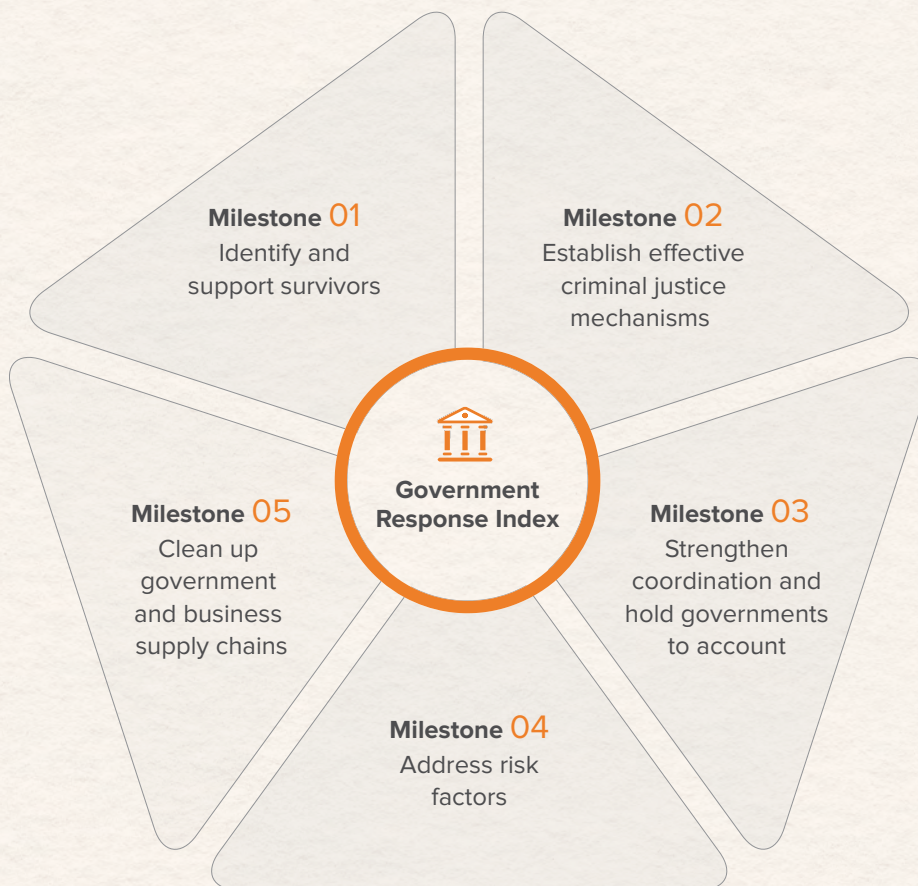 Milestone 01
Identify and
support survivors
Milestone 02
Establish effective
criminal justice
mechanisms
Government
Response Index
Milestone 05
Clean up
government
and business
supply chains
Milestone 03
Strengthen
coordination and
hold governments
to account
Milestone 04
Address risk
factors